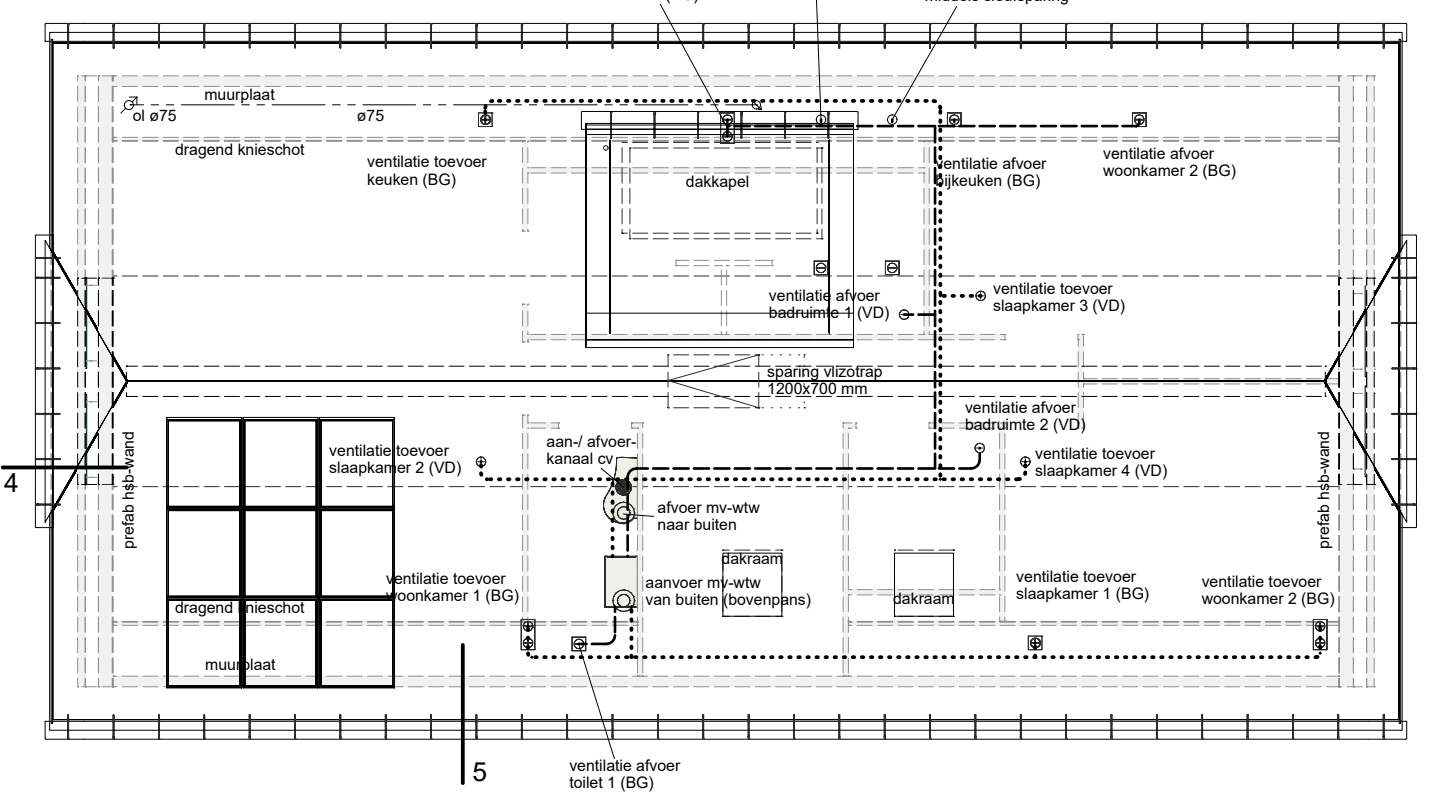 muurplaat
ol ø75
ø75
dragend knieschot
ventilatie toevoer
keuken (BG)
dakkapel
ventilatie afvoer
bijkeuken (BG)
ventilatie afvoer
woonkamer 2 (BG)
ventilatie afvoer
badruimte 1 (VD)
ventilatie toevoer
slaapkamer 3 (VD)
sparing vlizotrap
1200x700 mm
ventilatie afvoer
badruimte 2 (VD)
ventilatie toevoer
slaapkamer 2 (VD)
aan-/ afvoer-
kanaal cv
ventilatie toevoer
slaapkamer 4 (VD)
4
prefab hsb-wand
prefab hsb-wand
afvoer mv-wtw
naar buiten
dakraam
ventilatie toevoer
woonkamer 1 (BG)
aanvoer mv-wtw
van buiten (bovenpans)
dakraam
ventilatie toevoer
slaapkamer 1 (BG)
ventilatie toevoer
woonkamer 2 (BG)
dragend knieschot
muurplaat
5
ventilatie afvoer
toilet 1 (BG)